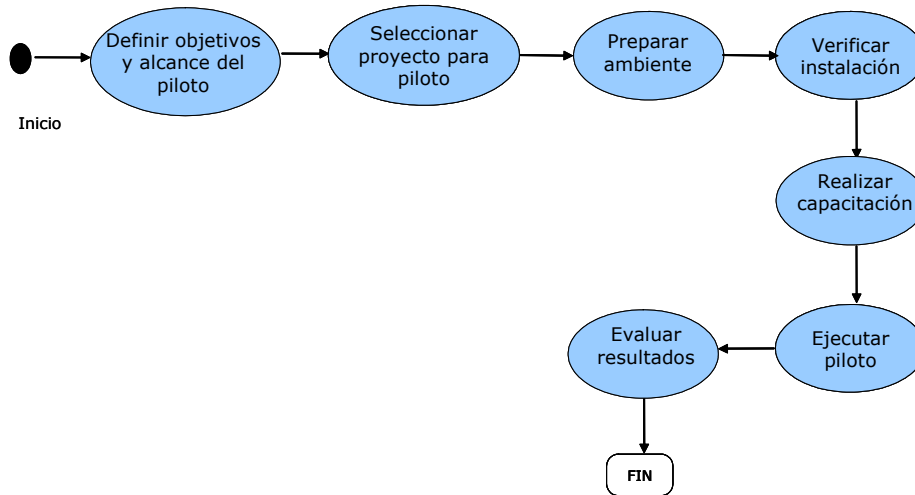 Inicio
Definir objetivos
y alcance del
piloto
Seleccionar
proyecto para
piloto
Preparar
ambiente
Verificar
instalación
Realizar
capacitación
Ejecutar
piloto
Evaluar
resultados
FIN